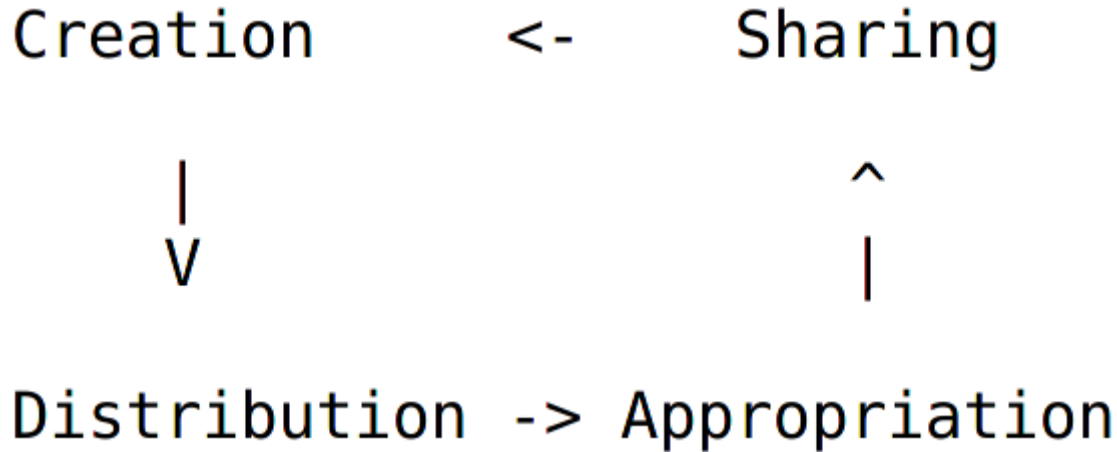 Creation <- Sharing
| ^
V |
Distribution -> Appropriation